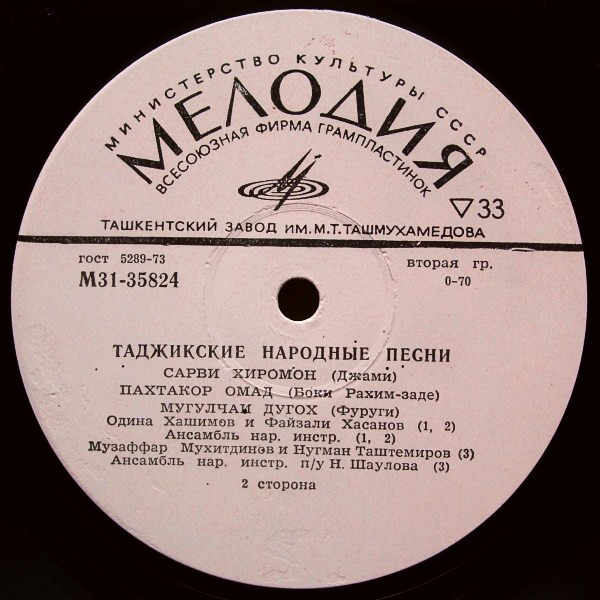 МИНИСТЕРСТВО КУЛЬТУРЫ СССР
МЕЛОДИЯ
ВСЕСОЮЗНАЯ ФИРМА ГРАМПЛАСТИНОК
▽33
ТАШКЕНТСКИЙ ЗАВОД ИМ. М.Т. ТАШМУХАМЕДОВА
гост 5289-73
вторая гр.
М31-35824
0-70
ТАДЖИКСКИЕ НАРОДНЫЕ ПЕСНИ
САРВИ ХИРОМОН (Джами)
ПАХТАКОР ОМАД (Боки Рахим-заде)
МУГУЛЧАИ ДУГОХ (Фуруги)
Одина Хашимов и Файзали Хасанов (1, 2)
Ансамбль нар. инстр. (1, 2)
Музаффар Мухитдинов и Нугман Таштемиров (3)
Ансамбль нар. инстр. п/у Н. Шаулова (3)
2 сторона